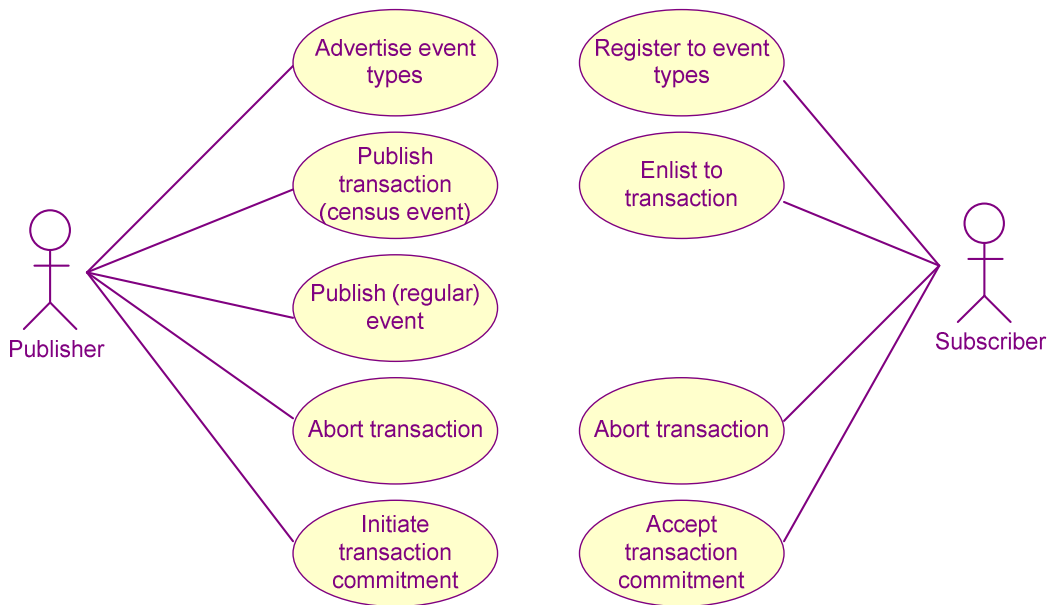 Advertise event
types
Register to event
types
Publish
transaction
(census event)
Enlist to
transaction
Publish (regular)
event
Publisher
Subscriber
Abort transaction
Abort transaction
Initiate
transaction
commitment
Accept
transaction
commitment